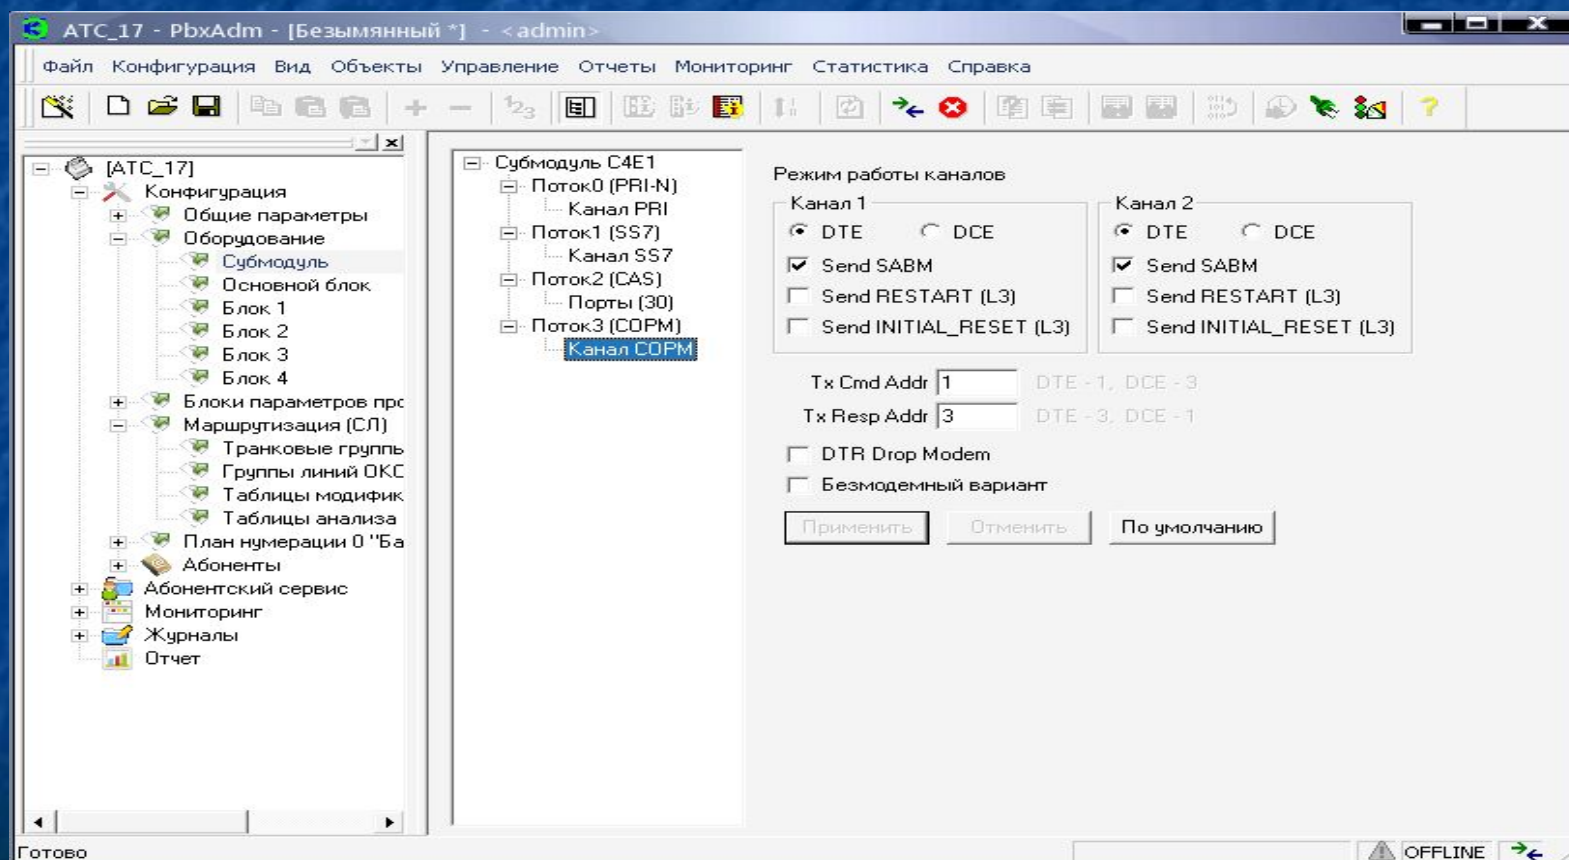 АТС_17 - PbxAdm - [Безымянный *] - <admin>
Файл Конфигурация Вид Объекты Управление Отчеты Мониторинг Статистика Справка
[АТС_17]
Конфигурация
Общие параметры
Оборудование
Субмодуль
Основной блок
Блок 1
Блок 2
Блок 3
Блок 4
Блоки параметров про
Маршрутизация (СЛ)
Транковые группы
Группы линий ОКС
Таблицы модифик
Таблицы анализа
План нумерации 0 "Ба
Абоненты
Абонентский сервис
Мониторинг
Журналы
Отчет
Субмодуль C4E1
Поток0 (PRI-N)
Канал PRI
Поток1 (SS7)
Канал SS7
Поток2 (CAS)
Порты (30)
Поток3 (СОРМ)
Канал СОРМ
Режим работы каналов
Канал 1
DTE DCE
Send SABM
Send RESTART (L3)
Send INITIAL_RESET (L3)
Канал 2
DTE DCE
Send SABM
Send RESTART (L3)
Send INITIAL_RESET (L3)
Tx Cmd Addr 1 DTE - 1, DCE - 3
Tx Resp Addr 3 DTE - 3, DCE - 1
DTR Drop Modem
Безмодемный вариант
Применить Отменить По умолчанию
Готово
OFFLINE